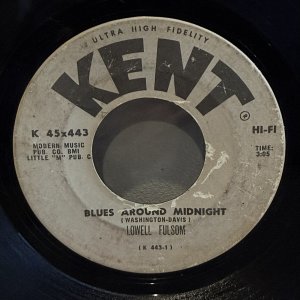 ULTRA HIGH FIDELITY
KENT
K 45x443
HI-FI
MODERN MUSIC
PUB. CO. BMI
LITTLE "M" PUB. C
TIME:
3:05
BLUES AROUND MIDNIGHT
(WASHINGTON-DAVIS)
LOWELL FULSOM
(K 443-1)